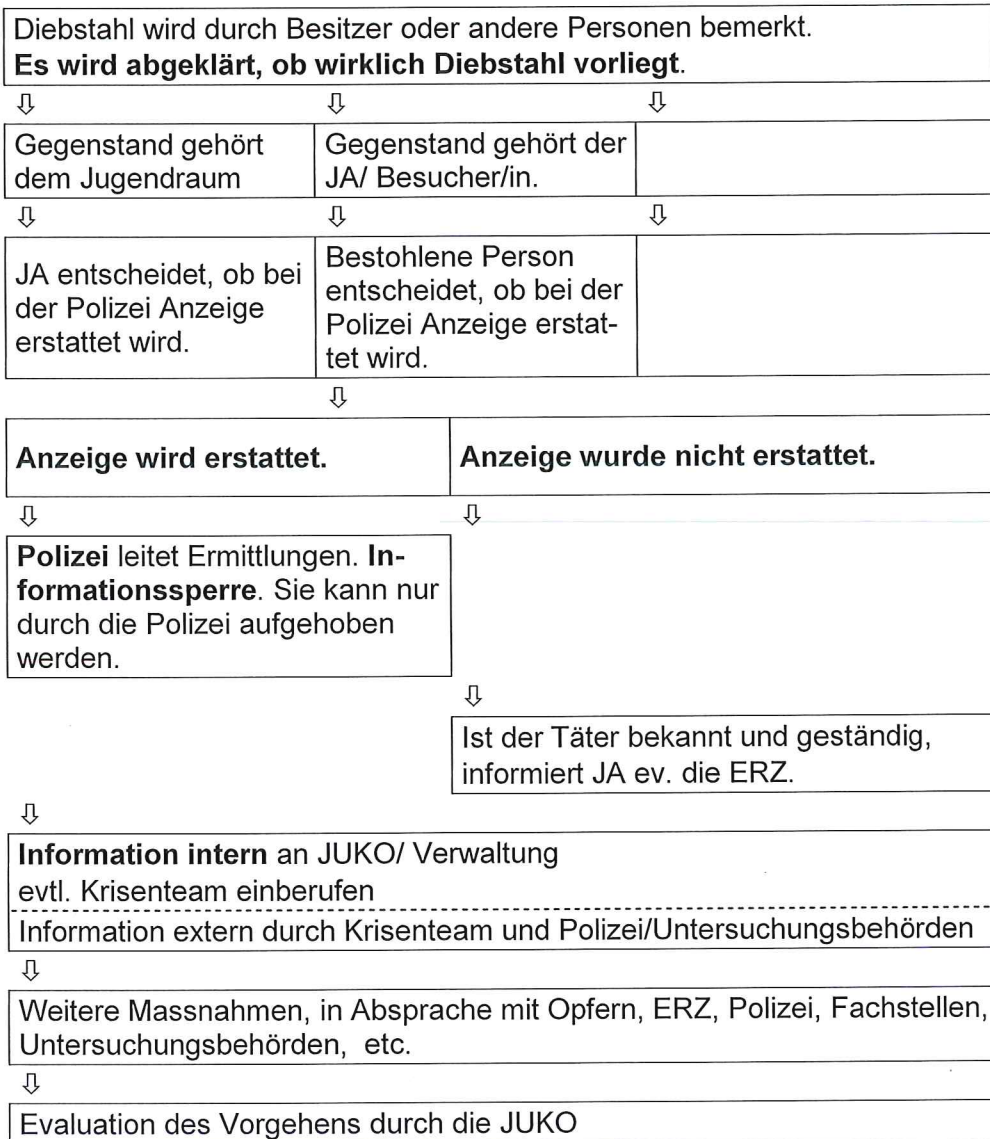 Diebstahl wird durch Besitzer oder andere Personen bemerkt.
Es wird abgeklärt, ob wirklich Diebstahl vorliegt.
⇩ ⇩ ⇩
Gegenstand gehört
dem Jugendraum
Gegenstand gehört der
JA/ Besucher/in.
⇩ ⇩ ⇩
JA entscheidet, ob bei
der Polizei Anzeige
erstattet wird.
Bestohlene Person
entscheidet, ob bei der
Polizei Anzeige erstat-
tet wird.
⇩
Anzeige wird erstattet.
Anzeige wurde nicht erstattet.
⇩ ⇩
Polizei leitet Ermittlungen. In-
formationssperre. Sie kann nur
durch die Polizei aufgehoben
werden.
⇩
Ist der Täter bekannt und geständig,
informiert JA ev. die ERZ.
⇩
Information intern an JUKO/ Verwaltung
evtl. Krisenteam einberufen
Information extern durch Krisenteam und Polizei/Untersuchungsbehörden
⇩
Weitere Massnahmen, in Absprache mit Opfern, ERZ, Polizei, Fachstellen,
Untersuchungsbehörden, etc.
⇩
Evaluation des Vorgehens durch die JUKO